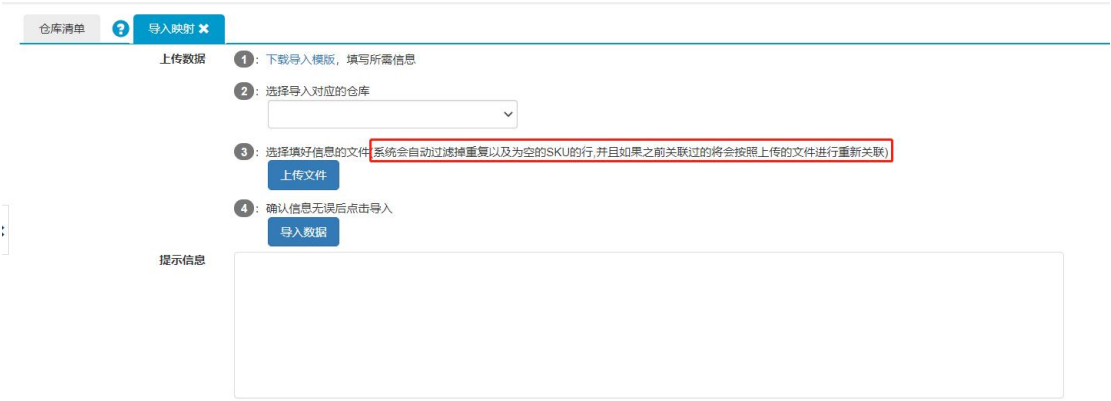 仓库清单 ? 导入映射 ✖
上传数据 1：下载导入模版，填写所需信息
2：选择导入对应的仓库
3：选择填好信息的文件(系统会自动过滤掉重复以及为空的SKU的行,并且如果之前关联过的将会按照上传的文件进行重新关联)
上传文件
4：确认信息无误后点击导入
导入数据
提示信息